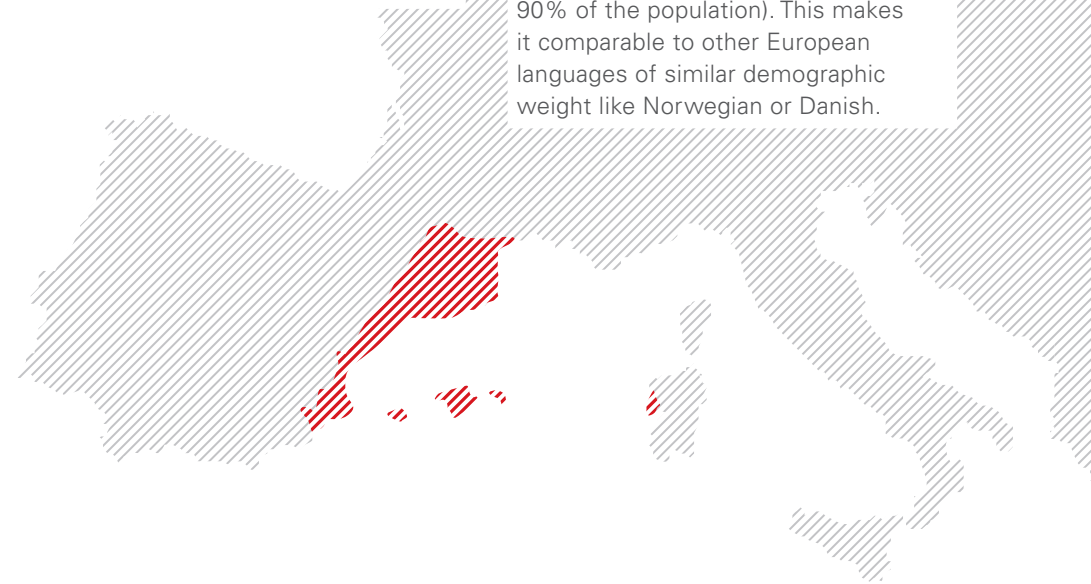 90% of the population). This makes
it comparable to other European
languages of similar demographic
weight like Norwegian or Danish.